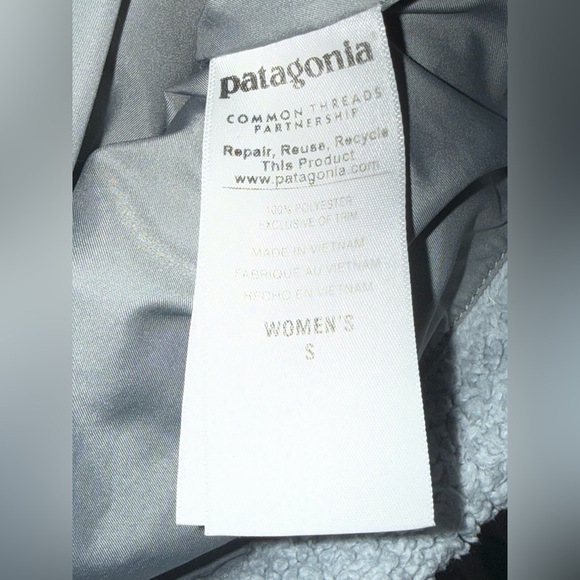 patagonia
COMMON THREADS
PARTNERSHIP
Repair, Reuse, Recycle
This Product
www.patagonia.com
100% POLYESTER
EXCLUSIVE OF TRIM
MADE IN VIETNAM
FABRIQUÉ AU VIETNAM
HECHO EN VIETNAM
WOMEN'S
S